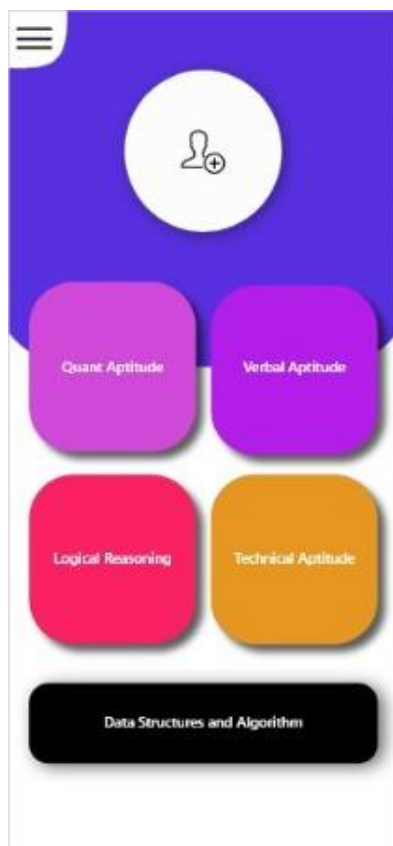 Quant Aptitude
Verbal Aptitude
Logical Reasoning
Technical Aptitude
Data Structures and Algorithm